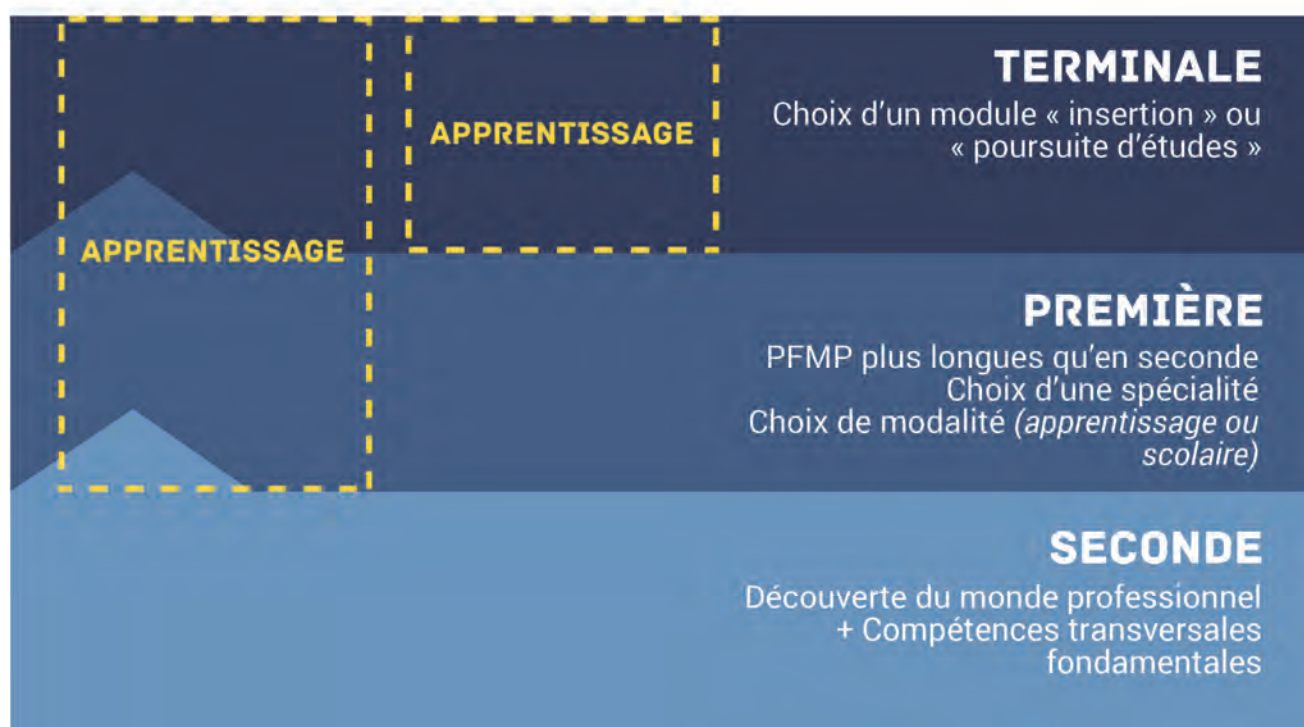 TERMINALE
Choix d'un module « insertion » ou
« poursuite d'études »
APPRENTISSAGE
APPRENTISSAGE
PREMIÈRE
PFMP plus longues qu'en seconde
Choix d'une spécialité
Choix de modalité (apprentissage ou
scolaire)
SECONDE
Découverte du monde professionnel
+ Compétences transversales
fondamentales